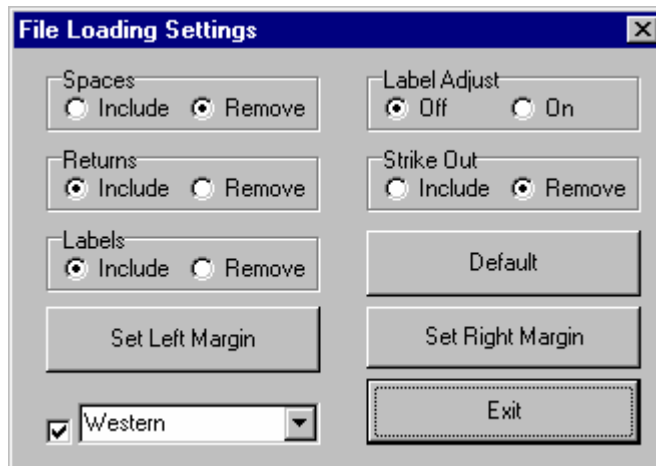 File Loading Settings
Spaces
Include Remove
Label Adjust
Off On
Returns
Include Remove
Strike Out
Include Remove
Labels
Include Remove
Default
Set Left Margin
Set Right Margin
Western
Exit